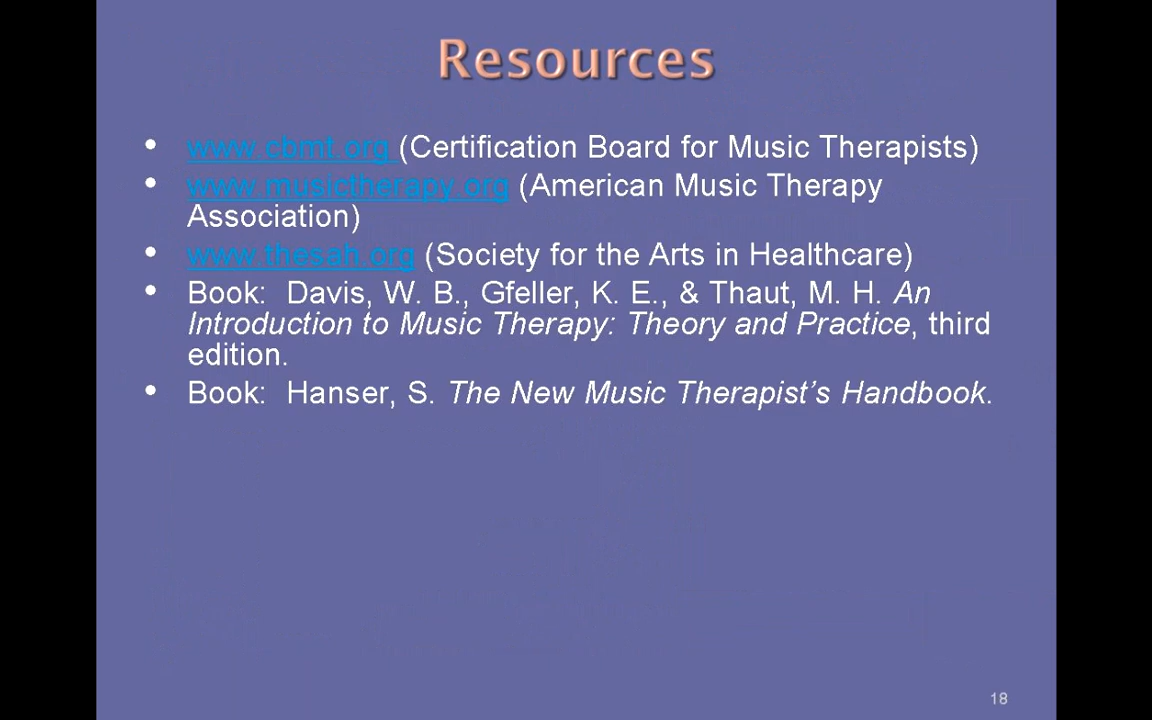 Resources
• www.cbmt.org (Certification Board for Music Therapists)
• www.musictherapy.org (American Music Therapy
Association)
• www.thesah.org (Society for the Arts in Healthcare)
• Book:  Davis, W. B., Gfeller, K. E., & Thaut, M. H. An
Introduction to Music Therapy: Theory and Practice, third
edition.
• Book:  Hanser, S. The New Music Therapist's Handbook.
18